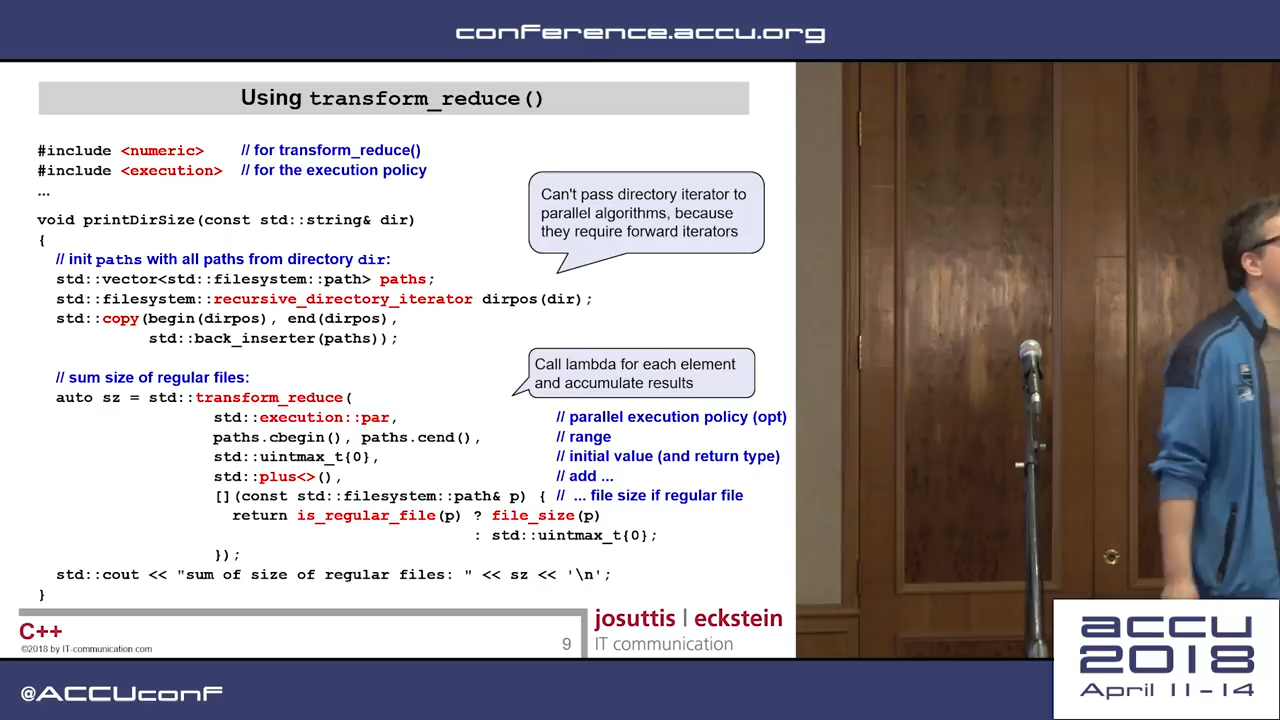 conference.accu.org
Using transform_reduce()
#include <numeric> // for transform_reduce()
#include <execution> // for the execution policy
...
Can't pass directory iterator to
parallel algorithms, because
they require forward iterators
void printDirSize(const std::string& dir)
{
// init paths with all paths from directory dir:
std::vector<std::filesystem::path> paths;
std::filesystem::recursive_directory_iterator dirpos(dir);
std::copy(begin(dirpos), end(dirpos),
std::back_inserter(paths));
Call lambda for each element
and accumulate results
// sum size of regular files:
auto sz = std::transform_reduce(
std::execution::par, // parallel execution policy (opt)
paths.cbegin(), paths.cend(), // range
std::uintmax_t{0}, // initial value (and return type)
std::plus<>(), // add ...
[](const std::filesystem::path& p) { // ... file size if regular file
return is_regular_file(p) ? file_size(p)
: std::uintmax_t{0};
});
std::cout << "sum of size of regular files: " << sz << '\n';
}
C++
©2018 by IT-communication.com
9
josuttis | eckstein
IT communication
@ACCUconf
accu
2018
April 11-14